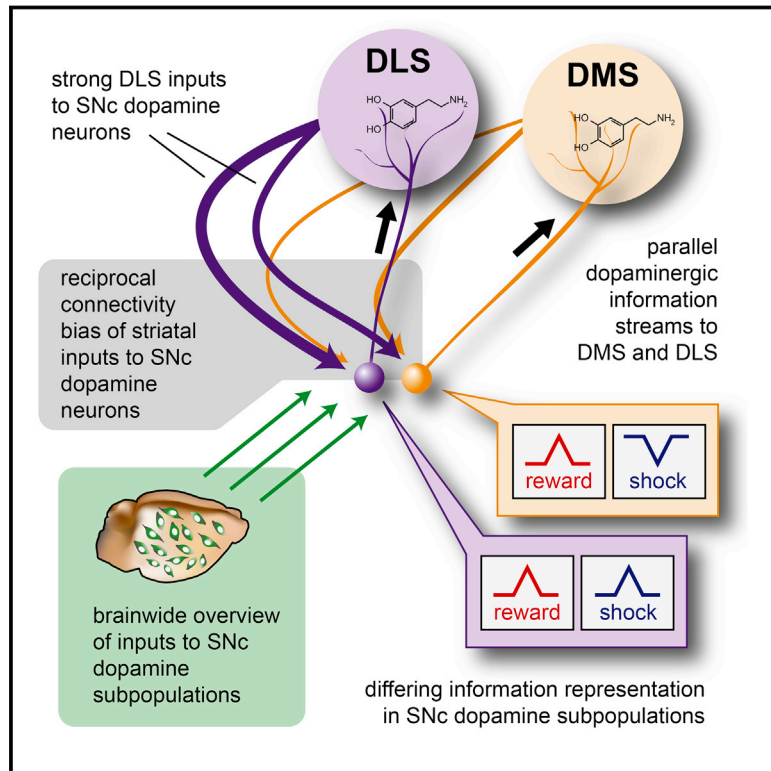 DLS
DMS
strong DLS inputs
to SNc dopamine
neurons
HO
HO
NH2
HO
HO
NH2
reciprocal
connectivity
bias of striatal
inputs to SNc
dopamine
neurons
parallel
dopaminergic
information
streams to
DMS and DLS
reward
shock
reward
shock
brainwide overview
of inputs to SNc
dopamine
subpopulations
differing information representation
in SNc dopamine subpopulations